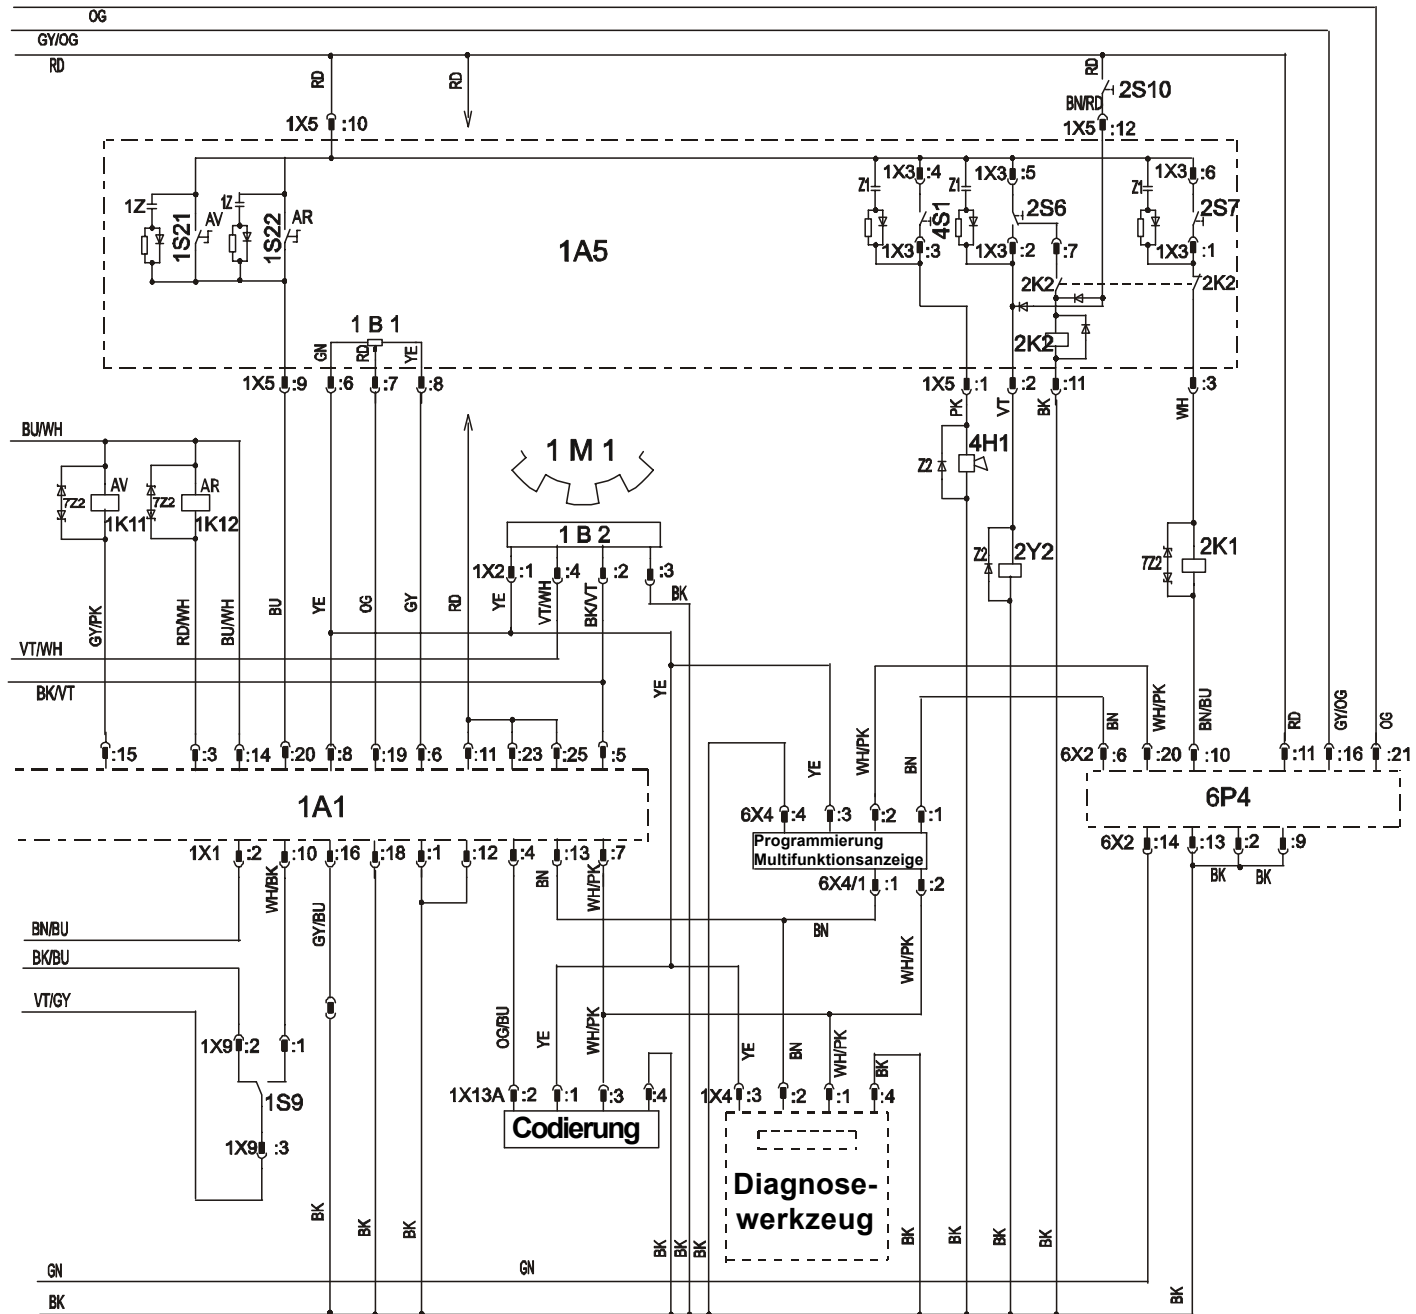 OG
GY/OG
RD
RD
RD
RD
2S10
BN/RD
1X5 :10
1X5 :12
1Z
1S21
AV
1Z
1S22
AR
1A5
Z1
1X3 :4
4S1
1X3 :3
Z1
1X3 :5
2S6
1X3 :2
:7
Z1
1X3 :6
2S7
1X3 :1
2K2
2K2
2K2
1 B 1
GN
RD
YE
1X5 :9
:6
:7
:8
1X5 :1
:2
:11
:3
PK
VT
BK
WH
BU/WH
7Z2
AV
1K11
7Z2
AR
1K12
1 M 1
1 B 2
1X2 :1
:4
:2
:3
YE
VT/WH
BK/VT
BK
Z2
4H1
Z2
2Y2
7Z2
2K1
GY/PK
RD/WH
BU/WH
BU
YE
OG
GY
RD
VT/WH
BK/VT
YE
WH/PK
BN
YE
BN
WH/PK
BN/BU
RD
GY/OG
OG
:15
:3
:14
:20
:8
:19
:6
:11
:23
:25
:5
6X2 :6
:20
:10
:11
:16
:21
1A1
6P4
6X4 :4
:3
:2
:1
Programmierung
Multifunktionsanzeige
6X4/1 :1
:2
1X1 :2
:10
:16
:18
:1
:12
:4
:13
:7
6X2 :14
:13
:2
:9
BK
BK
WH/BK
GY/BU
BN
WH/PK
BN
WH/PK
BN/BU
BK/BU
VT/GY
OG/BU
YE
WH/PK
YE
BN
WH/PK
BK
1X9 :2
:1
1S9
1X9 :3
1X13A :2
:1
:3
:4
Codierung
1X4 :3
:2
:1
:4
Diagnose-
werkzeug
BK
BK
BK
BK
BK
BK
BK
BK
BK
BK
BK
GN
GN
BK